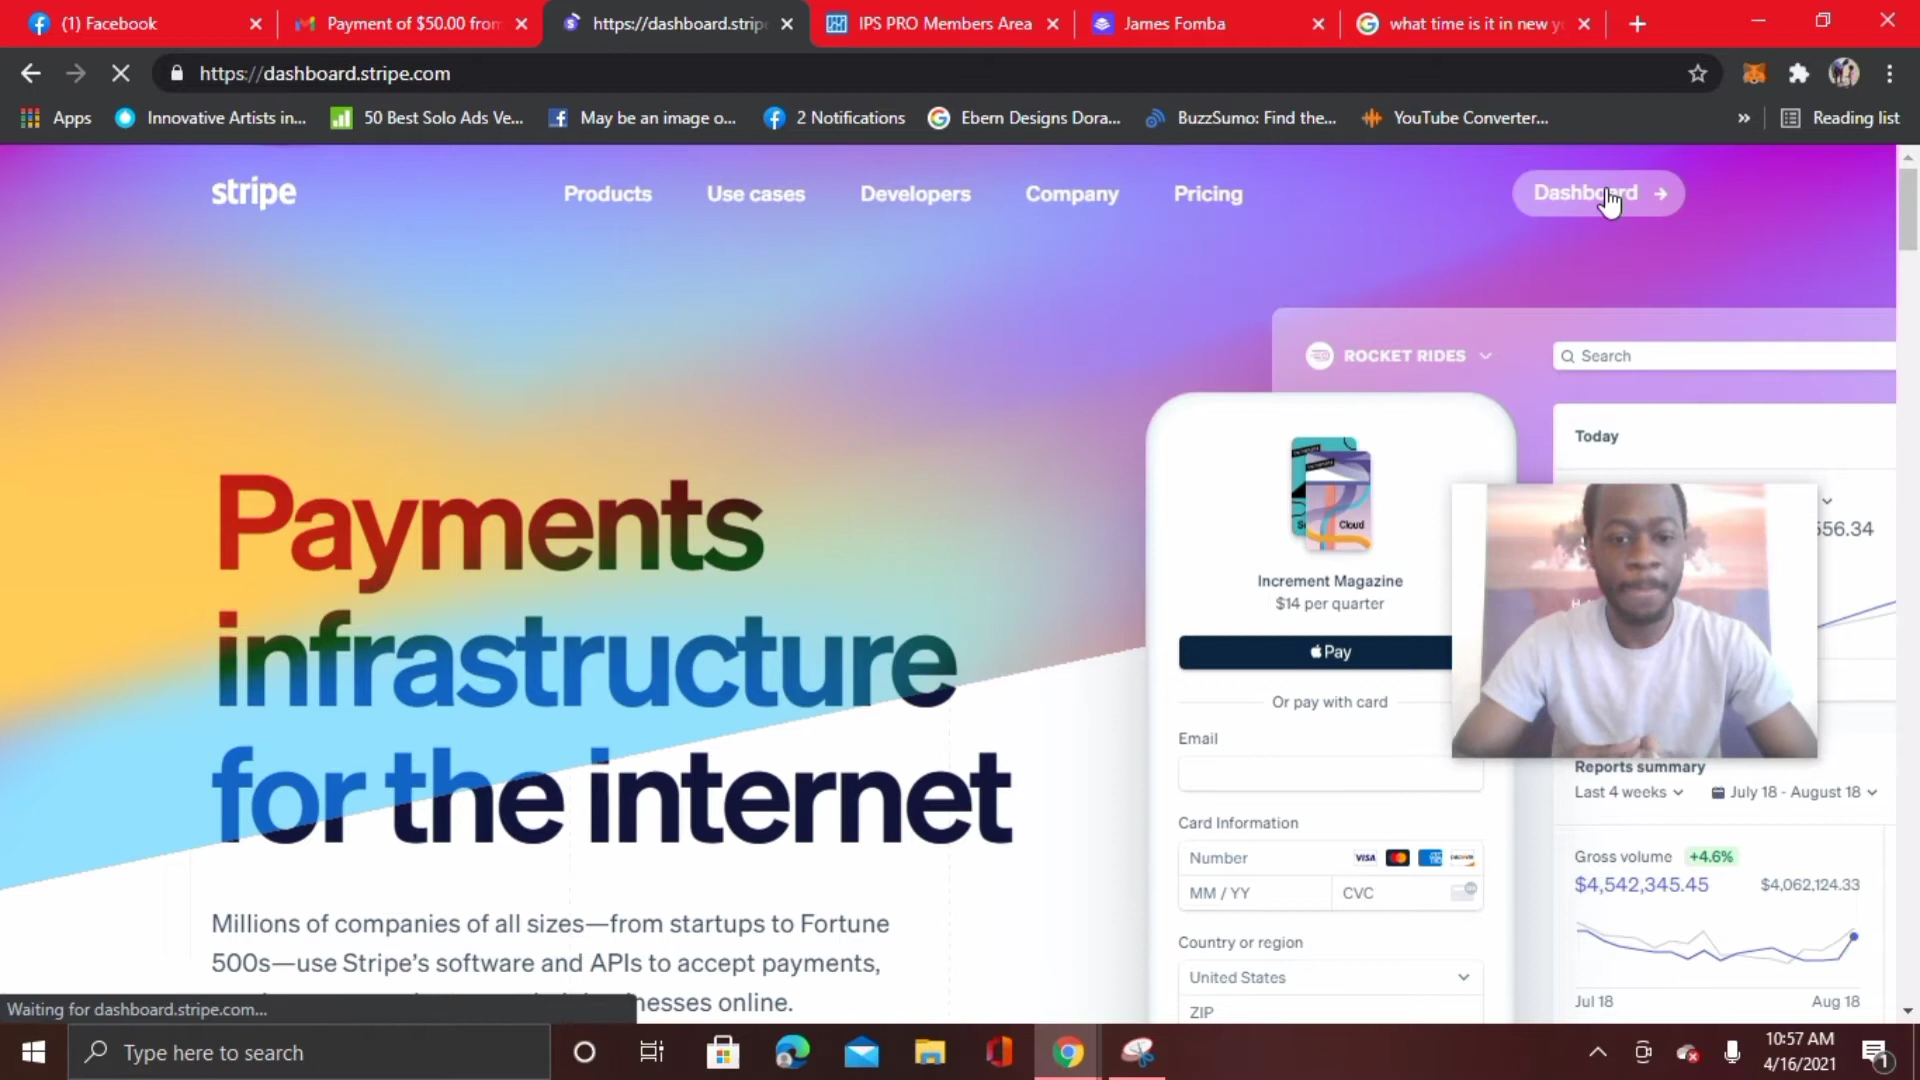 (1) Facebook
Payment of $50.00 from
https://dashboard.stripe
IPS PRO Members Area
James Fomba
what time is it in new y
https://dashboard.stripe.com
Apps
Innovative Artists in...
50 Best Solo Ads Ve...
May be an image o...
2 Notifications
Ebern Designs Dora...
BuzzSumo: Find the...
YouTube Converter...
»
Reading list
stripe
Products
Use cases
Developers
Company
Pricing
Dashboard
ROCKET RIDES
Search
Today
556.34
Cloud
Increment Magazine
$14 per quarter
Pay
Or pay with card
Email
Card Information
Number
VISA
MM / YY
CVC
Country or region
United States
ZIP
Payments
infrastructure
for the internet
Millions of companies of all sizes—from startups to Fortune
500s—use Stripe's software and APIs to accept payments,
nesses online.
Reports summary
Last 4 weeks
July 18 - August 18
Gross volume
+4.6%
$4,542,345.45
$4,062,124.33
Jul 18
Aug 18
Waiting for dashboard.stripe.com...
Type here to search
10:57 AM
4/16/2021
1